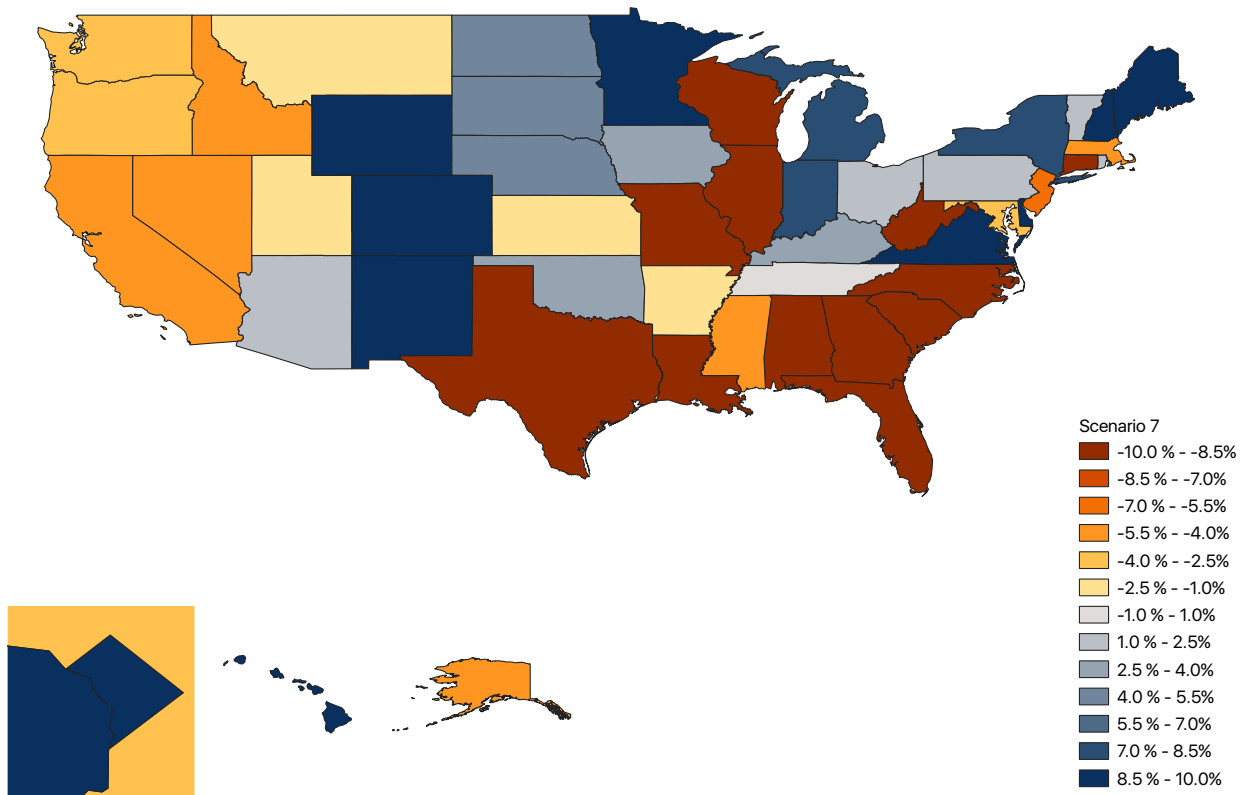 Scenario 7
-10.0 % - -8.5%
-8.5 % - -7.0%
-7.0 % - -5.5%
-5.5 % - -4.0%
-4.0 % - -2.5%
-2.5 % - -1.0%
-1.0 % - 1.0%
1.0 % - 2.5%
2.5 % - 4.0%
4.0 % - 5.5%
5.5 % - 7.0%
7.0 % - 8.5%
8.5 % - 10.0%